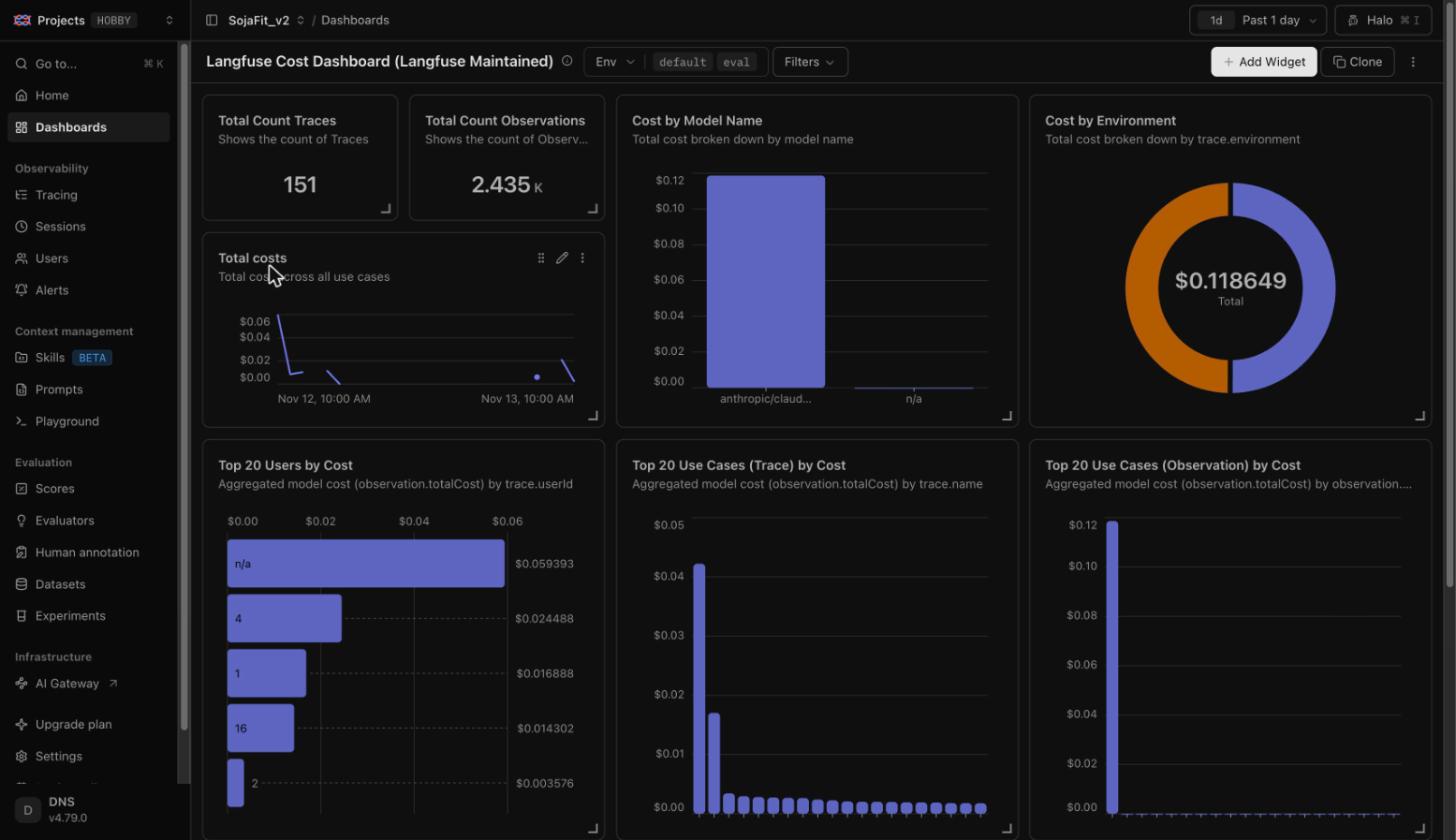 Projects HOBBY
SojaFit_v2 / Dashboards
1d Past 1 day
Halo ⌘ I
Go to... ⌘ K
Home
Dashboards
Observability
Tracing
Sessions
Users
Alerts
Context management
Skills BETA
Prompts
Playground
Evaluation
Scores
Evaluators
Human annotation
Datasets
Experiments
Infrastructure
AI Gateway
Upgrade plan
Settings
D
DNS
v4.79.0
Langfuse Cost Dashboard (Langfuse Maintained)
Env default eval
Filters
+ Add Widget
Clone
Total Count Traces
Shows the count of Traces
151
Total Count Observations
Shows the count of Observ...
2.435 K
Total costs
Total cos across all use cases
$0.06
$0.04
$0.02
$0.00
Nov 12, 10:00 AM Nov 13, 10:00 AM
Cost by Model Name
Total cost broken down by model name
$0.12
$0.10
$0.08
$0.06
$0.04
$0.02
$0.00
anthropic/claud... n/a
Cost by Environment
Total cost broken down by trace.environment
$0.118649
Total
Top 20 Users by Cost
Aggregated model cost (observation.totalCost) by trace.userId
$0.00 $0.02 $0.04 $0.06
n/a $0.059393
4 $0.024488
1 $0.016888
16 $0.014302
2 $0.003576
Top 20 Use Cases (Trace) by Cost
Aggregated model cost (observation.totalCost) by trace.name
$0.05
$0.04
$0.03
$0.02
$0.01
$0.00
Top 20 Use Cases (Observation) by Cost
Aggregated model cost (observation.totalCost) by observation....
$0.12
$0.10
$0.08
$0.06
$0.04
$0.02
$0.00